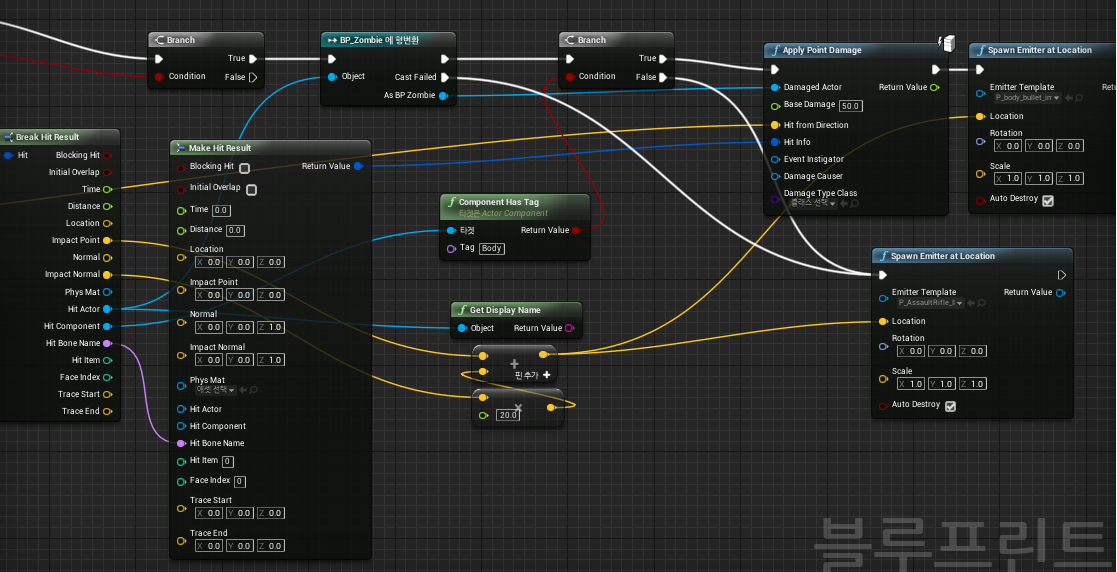 Branch
True
Condition
False
BP_Zombie 에 형변환
Object
Cast Failed
As BP Zombie
Branch
True
Condition
False
Apply Point Damage
Damaged Actor
Return Value
Base Damage 50.0
Hit from Direction
Hit Info
Event Instigator
Damage Causer
Damage Type Class
클래스 선택
Spawn Emitter at Location
Emitter Template
P_body_bullet_in
Location
Rotation
X 0.0 Y 0.0 Z 0.0
Scale
X 1.0 Y 1.0 Z 1.0
Auto Destroy
Break Hit Result
Hit
Blocking Hit
Initial Overlap
Time
Distance
Location
Impact Point
Normal
Impact Normal
Phys Mat
Hit Actor
Hit Component
Hit Bone Name
Hit Item
Face Index
Trace Start
Trace End
Make Hit Result
Blocking Hit
Return Value
Initial Overlap
Time 0.0
Distance 0.0
Location
X 0.0 Y 0.0 Z 0.0
Impact Point
X 0.0 Y 0.0 Z 0.0
Normal
X 0.0 Y 0.0 Z 1.0
Impact Normal
X 0.0 Y 0.0 Z 1.0
Phys Mat
애셋 선택
Hit Actor
Hit Component
Hit Bone Name
Hit Item 0
Face Index 0
Trace Start
X 0.0 Y 0.0 Z 0.0
Trace End
X 0.0 Y 0.0 Z 0.0
Component Has Tag
타겟은 Actor Component
타겟
Return Value
Tag Body
Get Display Name
Object
Return Value
핀 추가 +
20.0
Spawn Emitter at Location
Emitter Template
Return Value
Location
Rotation
X 0.0 Y 0.0 Z 0.0
Scale
X 1.0 Y 1.0 Z 1.0
Auto Destroy
블루프린트